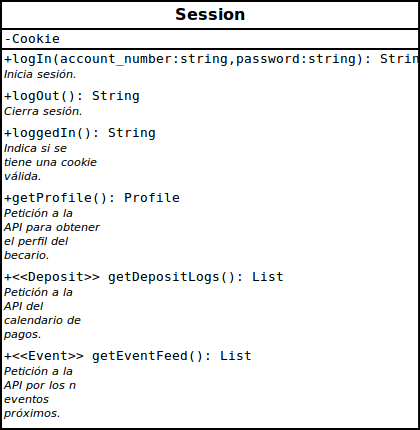 Session
-Cookie
+logIn(account_number:string,password:string): Strin
Inicia sesión.
+logOut(): String
Cierra sesión.
+loggedIn(): String
Indica si se
tiene una cookie
válida.
+getProfile(): Profile
Petición a la
API para obtener
el perfil del
becario.
+<<Deposit>> getDepositLogs(): List
Petición a la
API del
calendario de
pagos.
+<<Event>> getEventFeed(): List
Petición a la
API por los n
eventos
próximos.